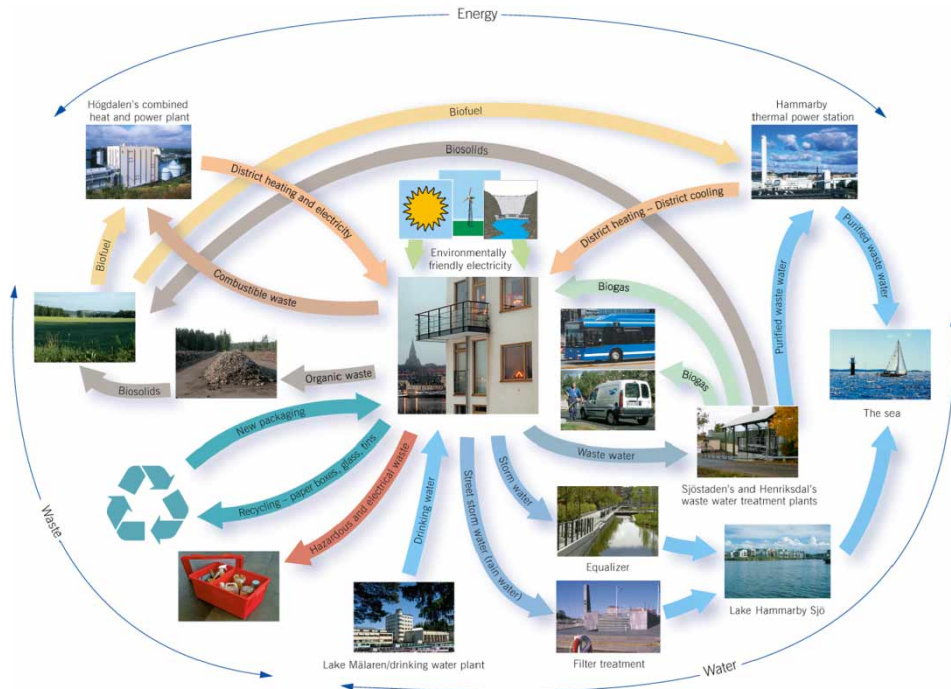 Energy
Högdalen's combined
heat and power plant
Hammarby
thermal power station
Biofuel
Biosolids
District heating and electricity
District heating – District cooling
Environmentally
friendly electricity
Biofuel
Combustible waste
Biogas
Purified waste water
Purified waste water
Biogas
Organic waste
Biosolids
The sea
New packaging
Waste water
Recycling – paper boxes, glass, tins
Hazardous and electrical waste
Drinking water
Street storm water (rain water)
Storm water
Sjöstaden's and Henriksdal's
waste water treatment plants
Waste
Equalizer
Lake Hammarby Sjö
Lake Mälaren/drinking water plant
Filter treatment
Water